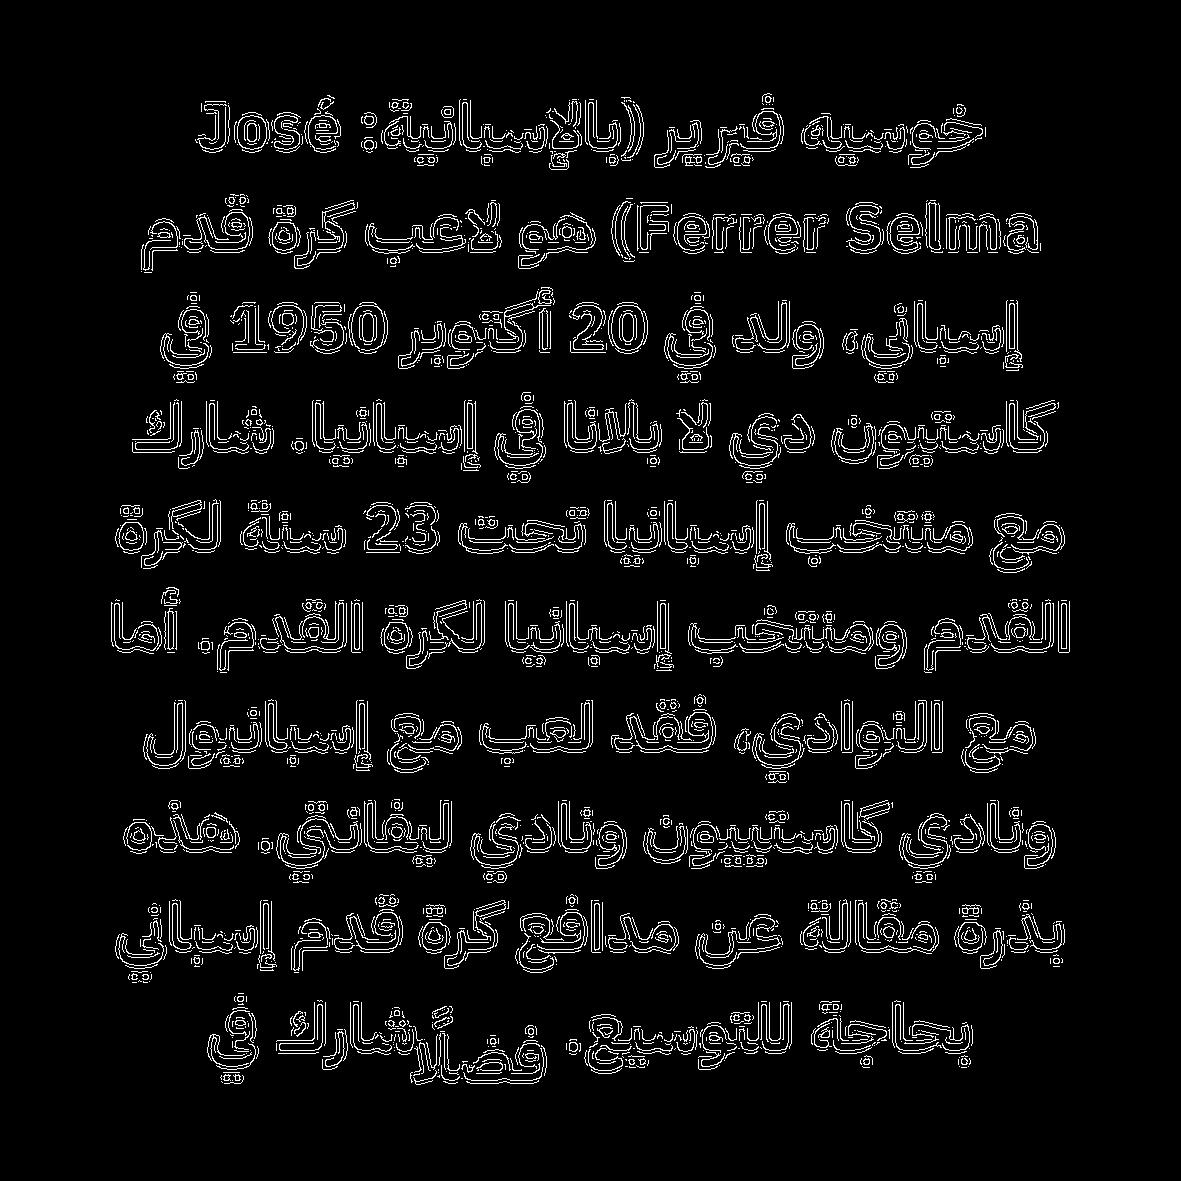 خوسيه فيرير (بالإسبانية: José
Ferrer Selma) هو لاعب كرة قدم
إسباني، ولد في 20 أكتوبر 1950 في
كاستيون دي لا بلانا في إسبانيا. شارك
مع منتخب إسبانيا تحت 23 سنة لكرة
القدم ومنتخب إسبانيا لكرة القدم. أما
مع النوادي، فقد لعب مع إسبانيول
ونادي كاستييون ونادي ليفانتي. هذه
بذرة مقالة عن مدافع كرة قدم إسباني
بحاجة للتوسيع. فضلًا شارك في